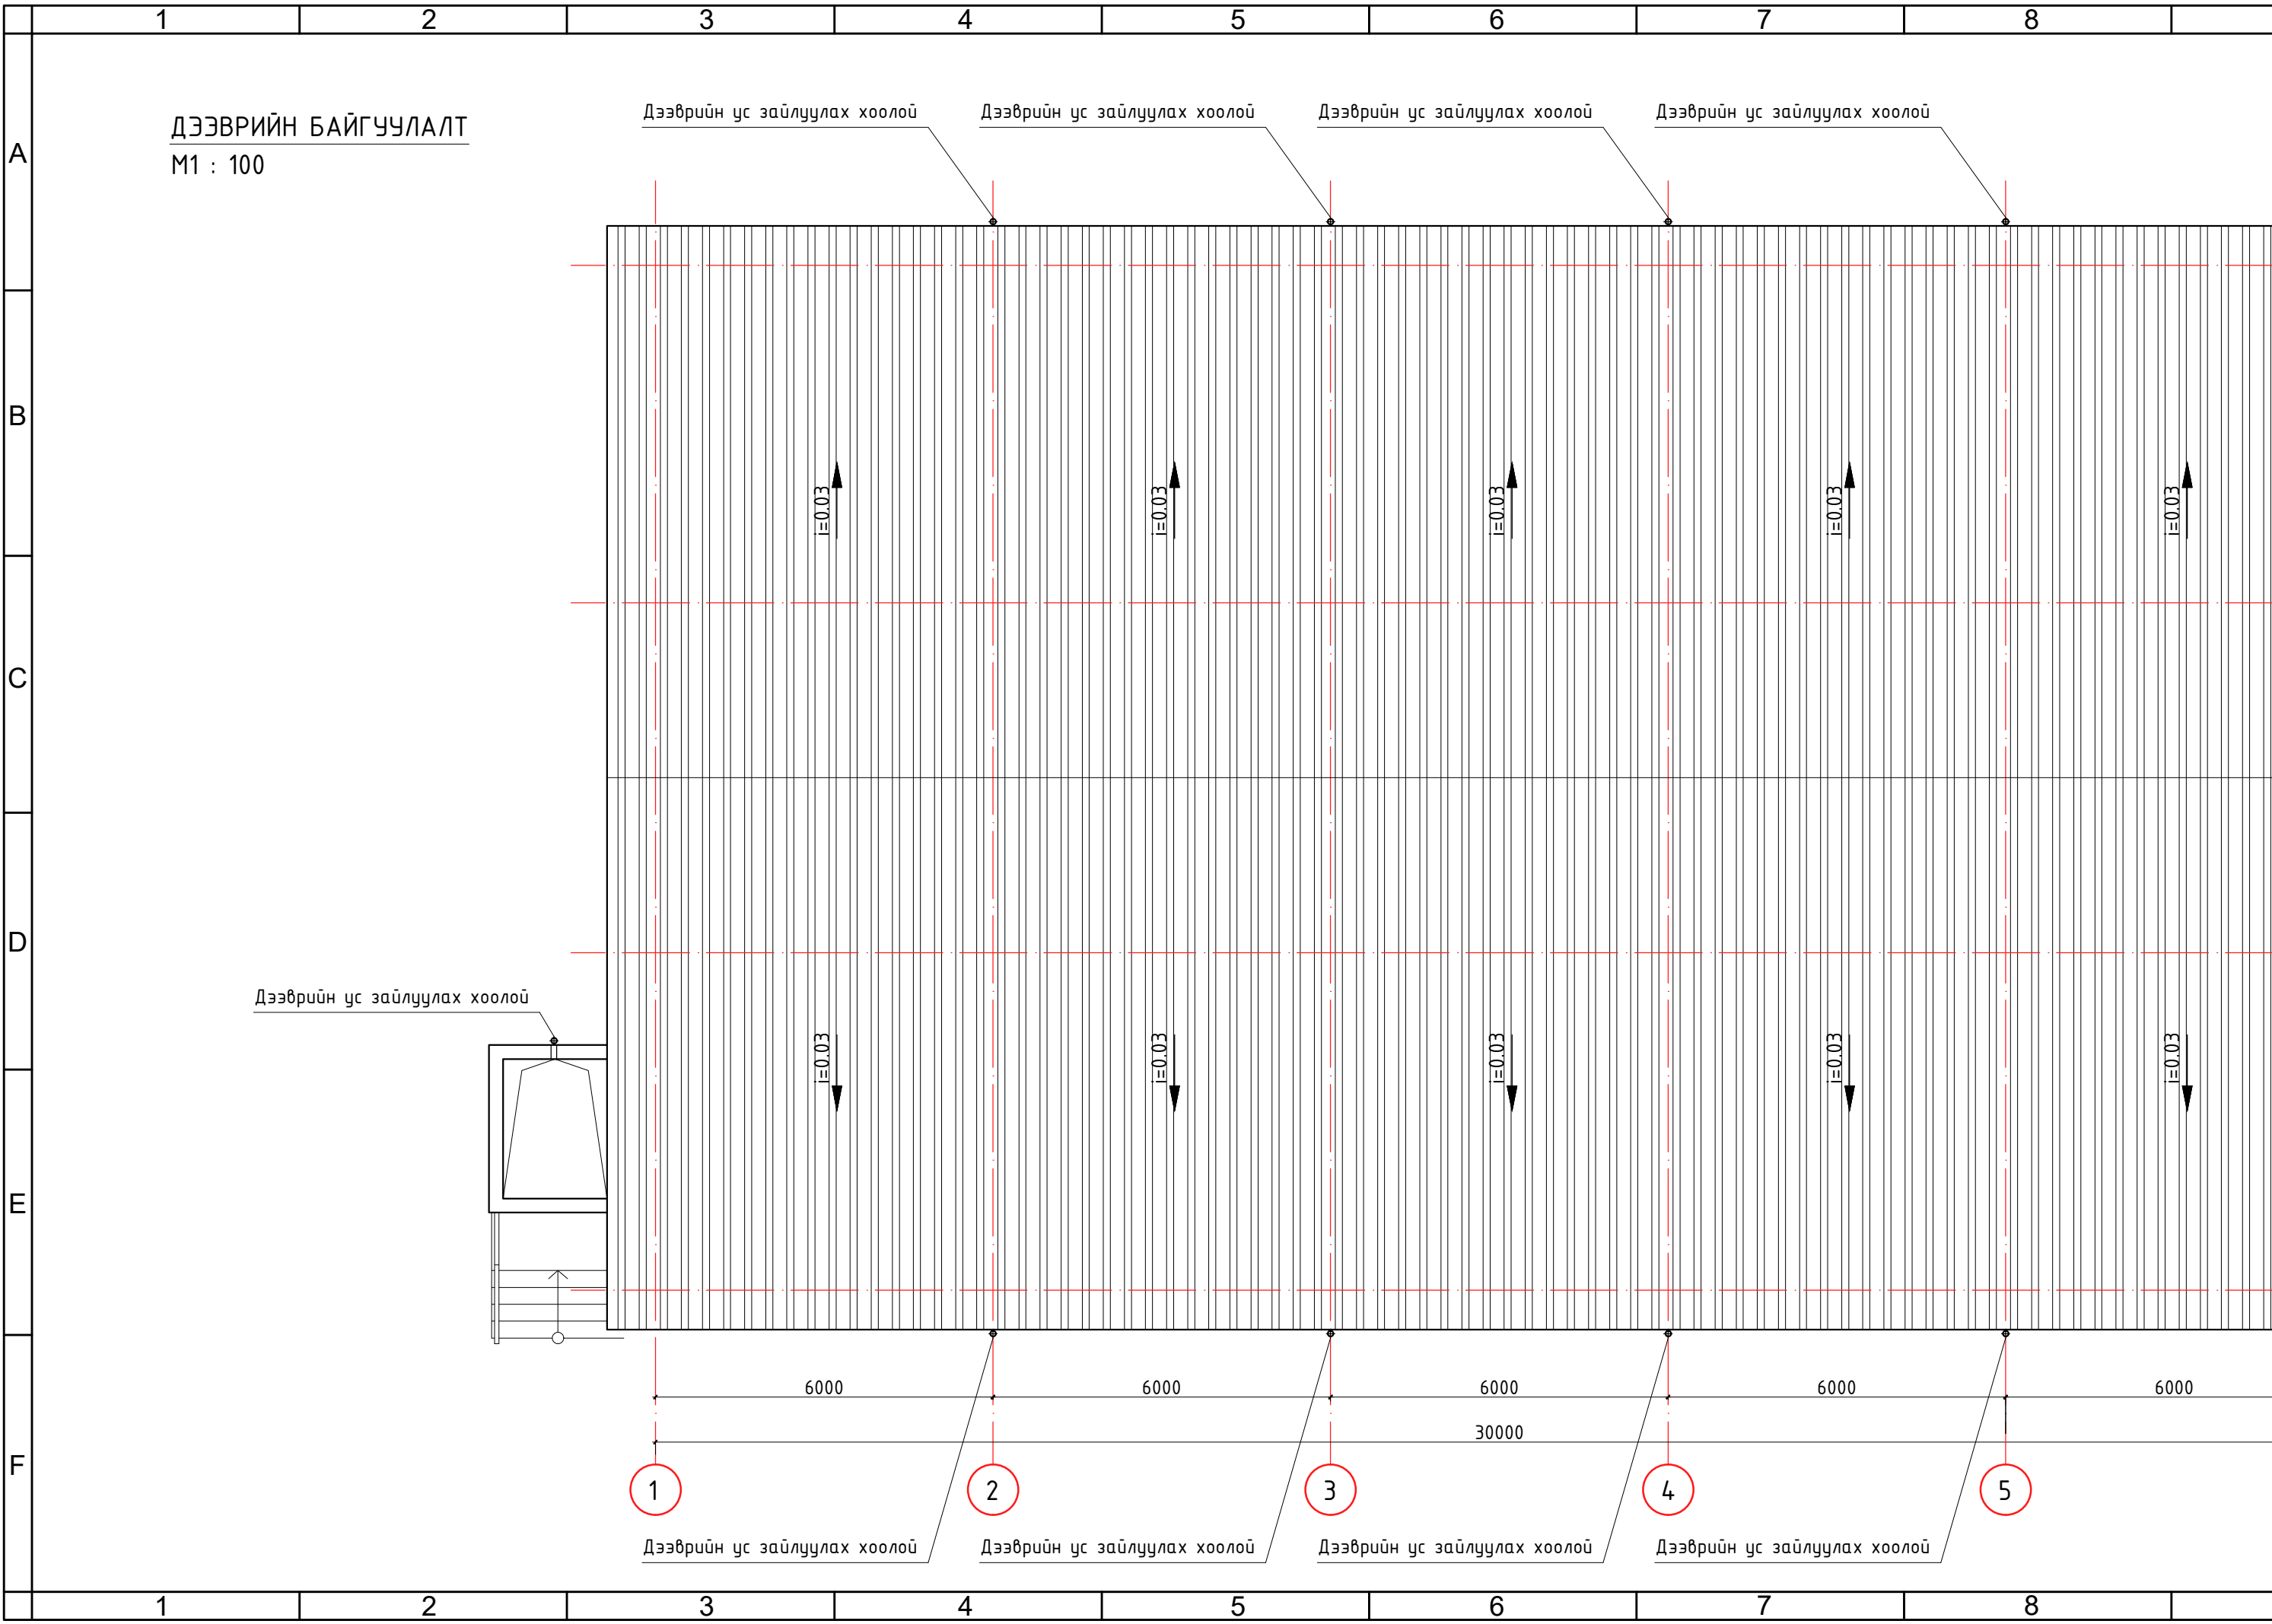 1 2 3 4 5 6 7 8
ДЭЭВРИЙН БАЙГУУЛАЛТ
М1 : 100
Дээврийн ус зайлуулах хоолой
Дээврийн ус зайлуулах хоолой
Дээврийн ус зайлуулах хоолой
Дээврийн ус зайлуулах хоолой
A
B
i=0.03
i=0.03
i=0.03
i=0.03
i=0.03
C
D
Дээврийн ус зайлуулах хоолой
i=0.03
i=0.03
i=0.03
i=0.03
i=0.03
E
6000 6000 6000 6000 6000
30000
F
1 2 3 4 5
Дээврийн ус зайлуулах хоолой
Дээврийн ус зайлуулах хоолой
Дээврийн ус зайлуулах хоолой
Дээврийн ус зайлуулах хоолой
1 2 3 4 5 6 7 8